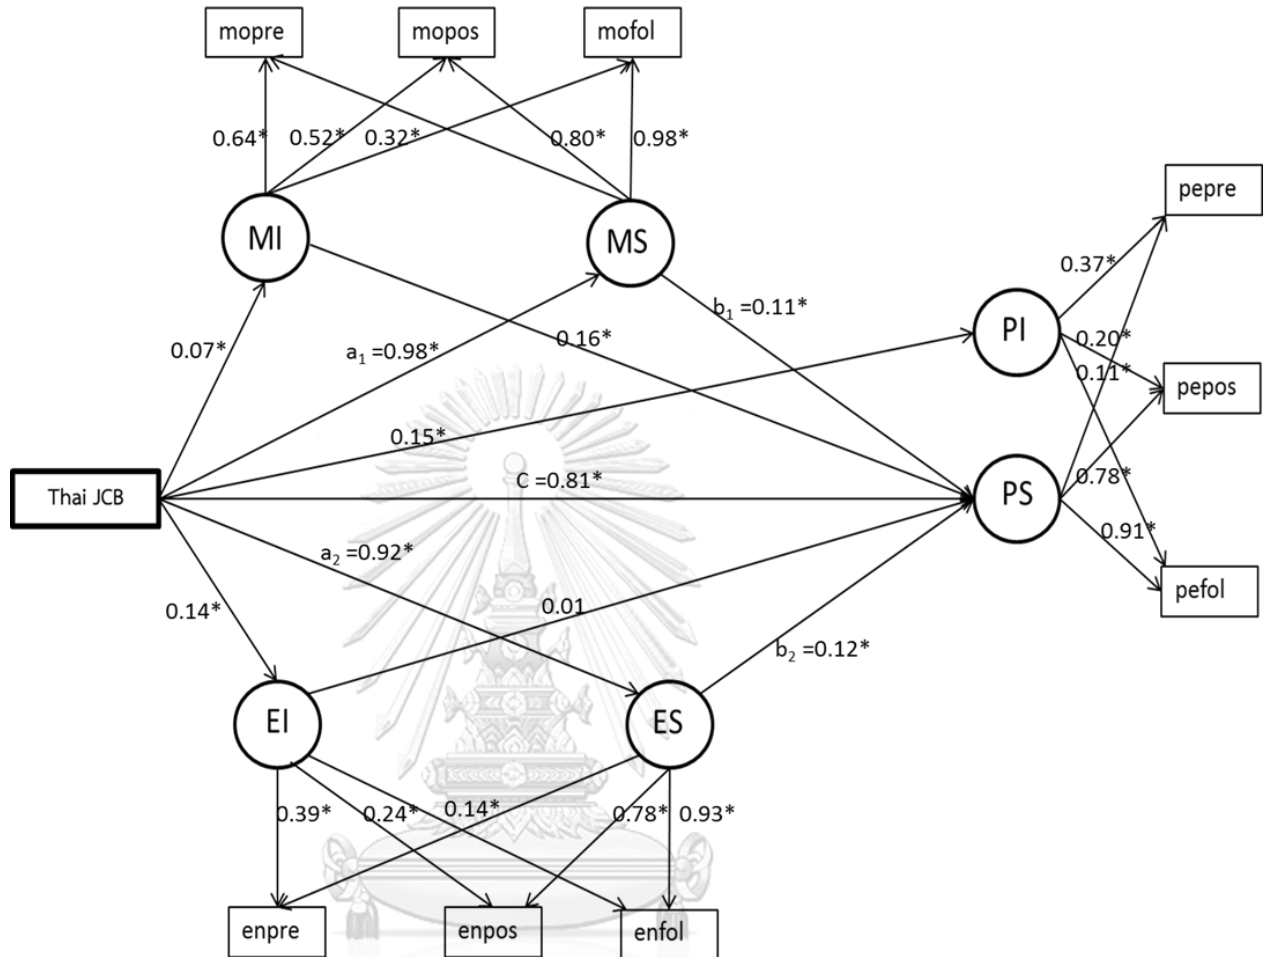 mopre
mopos
mofol
0.64*
0.52*
0.32*
0.80*
0.98*
pepre
MI
MS
0.37*
b₁ =0.11*
PI
0.07*
a₁ =0.98*
0.16*
0.20*
0.11*
pepos
0.15*
C =0.81*
0.78*
Thai JCB
PS
0.91*
a₂ =0.92*
pefol
0.14*
0.01
b₂ =0.12*
EI
ES
0.39*
0.24*
0.14*
0.78*
0.93*
enpre
enpos
enfol